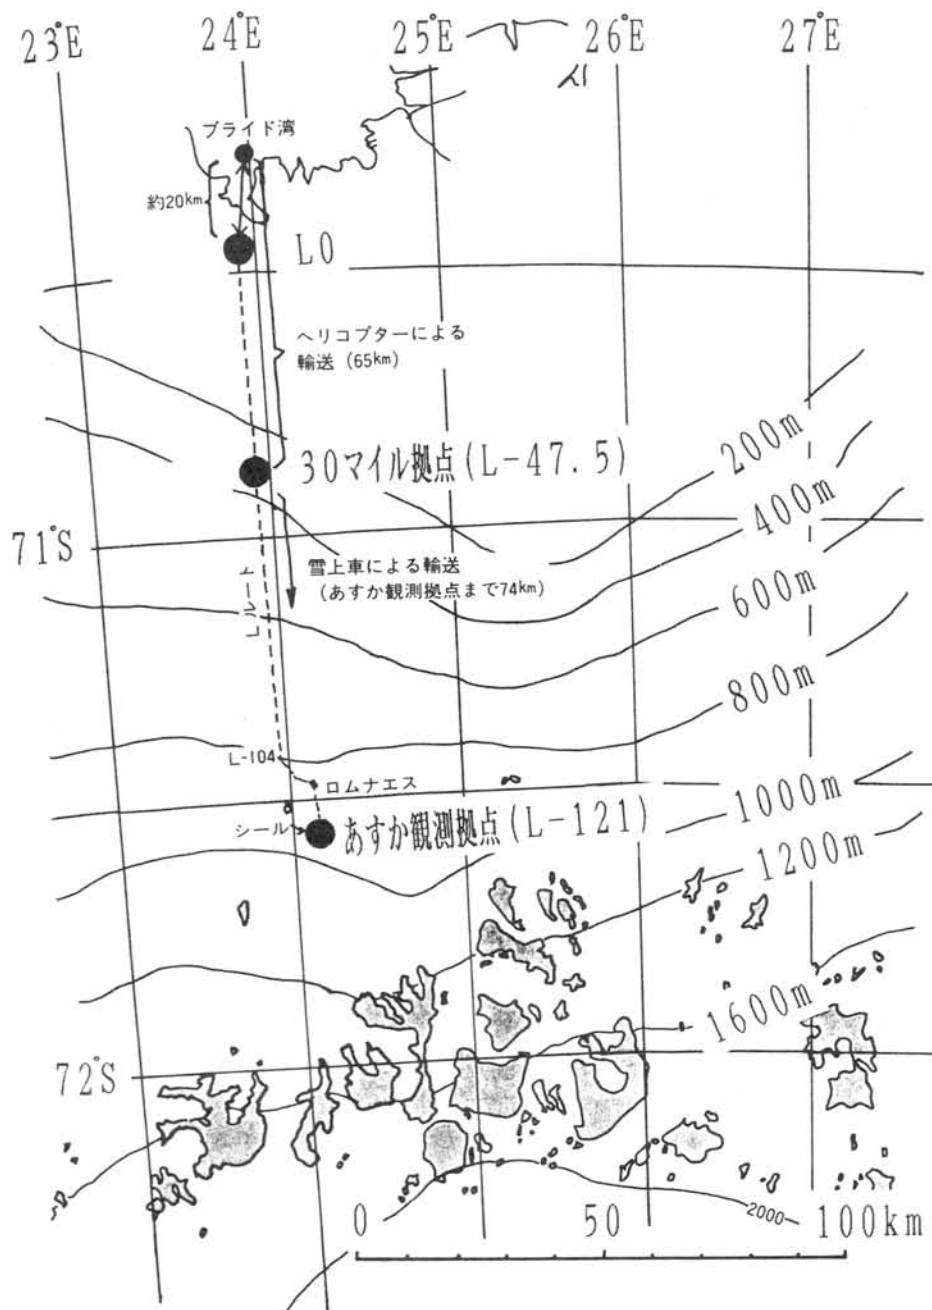 23°E
24°E
25°E
26°E
27°E
ブライド湾
約20km
L0
ヘリコプターによる
輸送(65km)
30マイル拠点(L-47.5)
200m
400m
71°S
雪上車による輸送
(あすか観測拠点まで74km)
Lルート
600m
800m
L-104
ロムナエス
1000m
シール
あすか観測拠点(L-121)
1200m
1600m
72°S
2000
0
50
100km